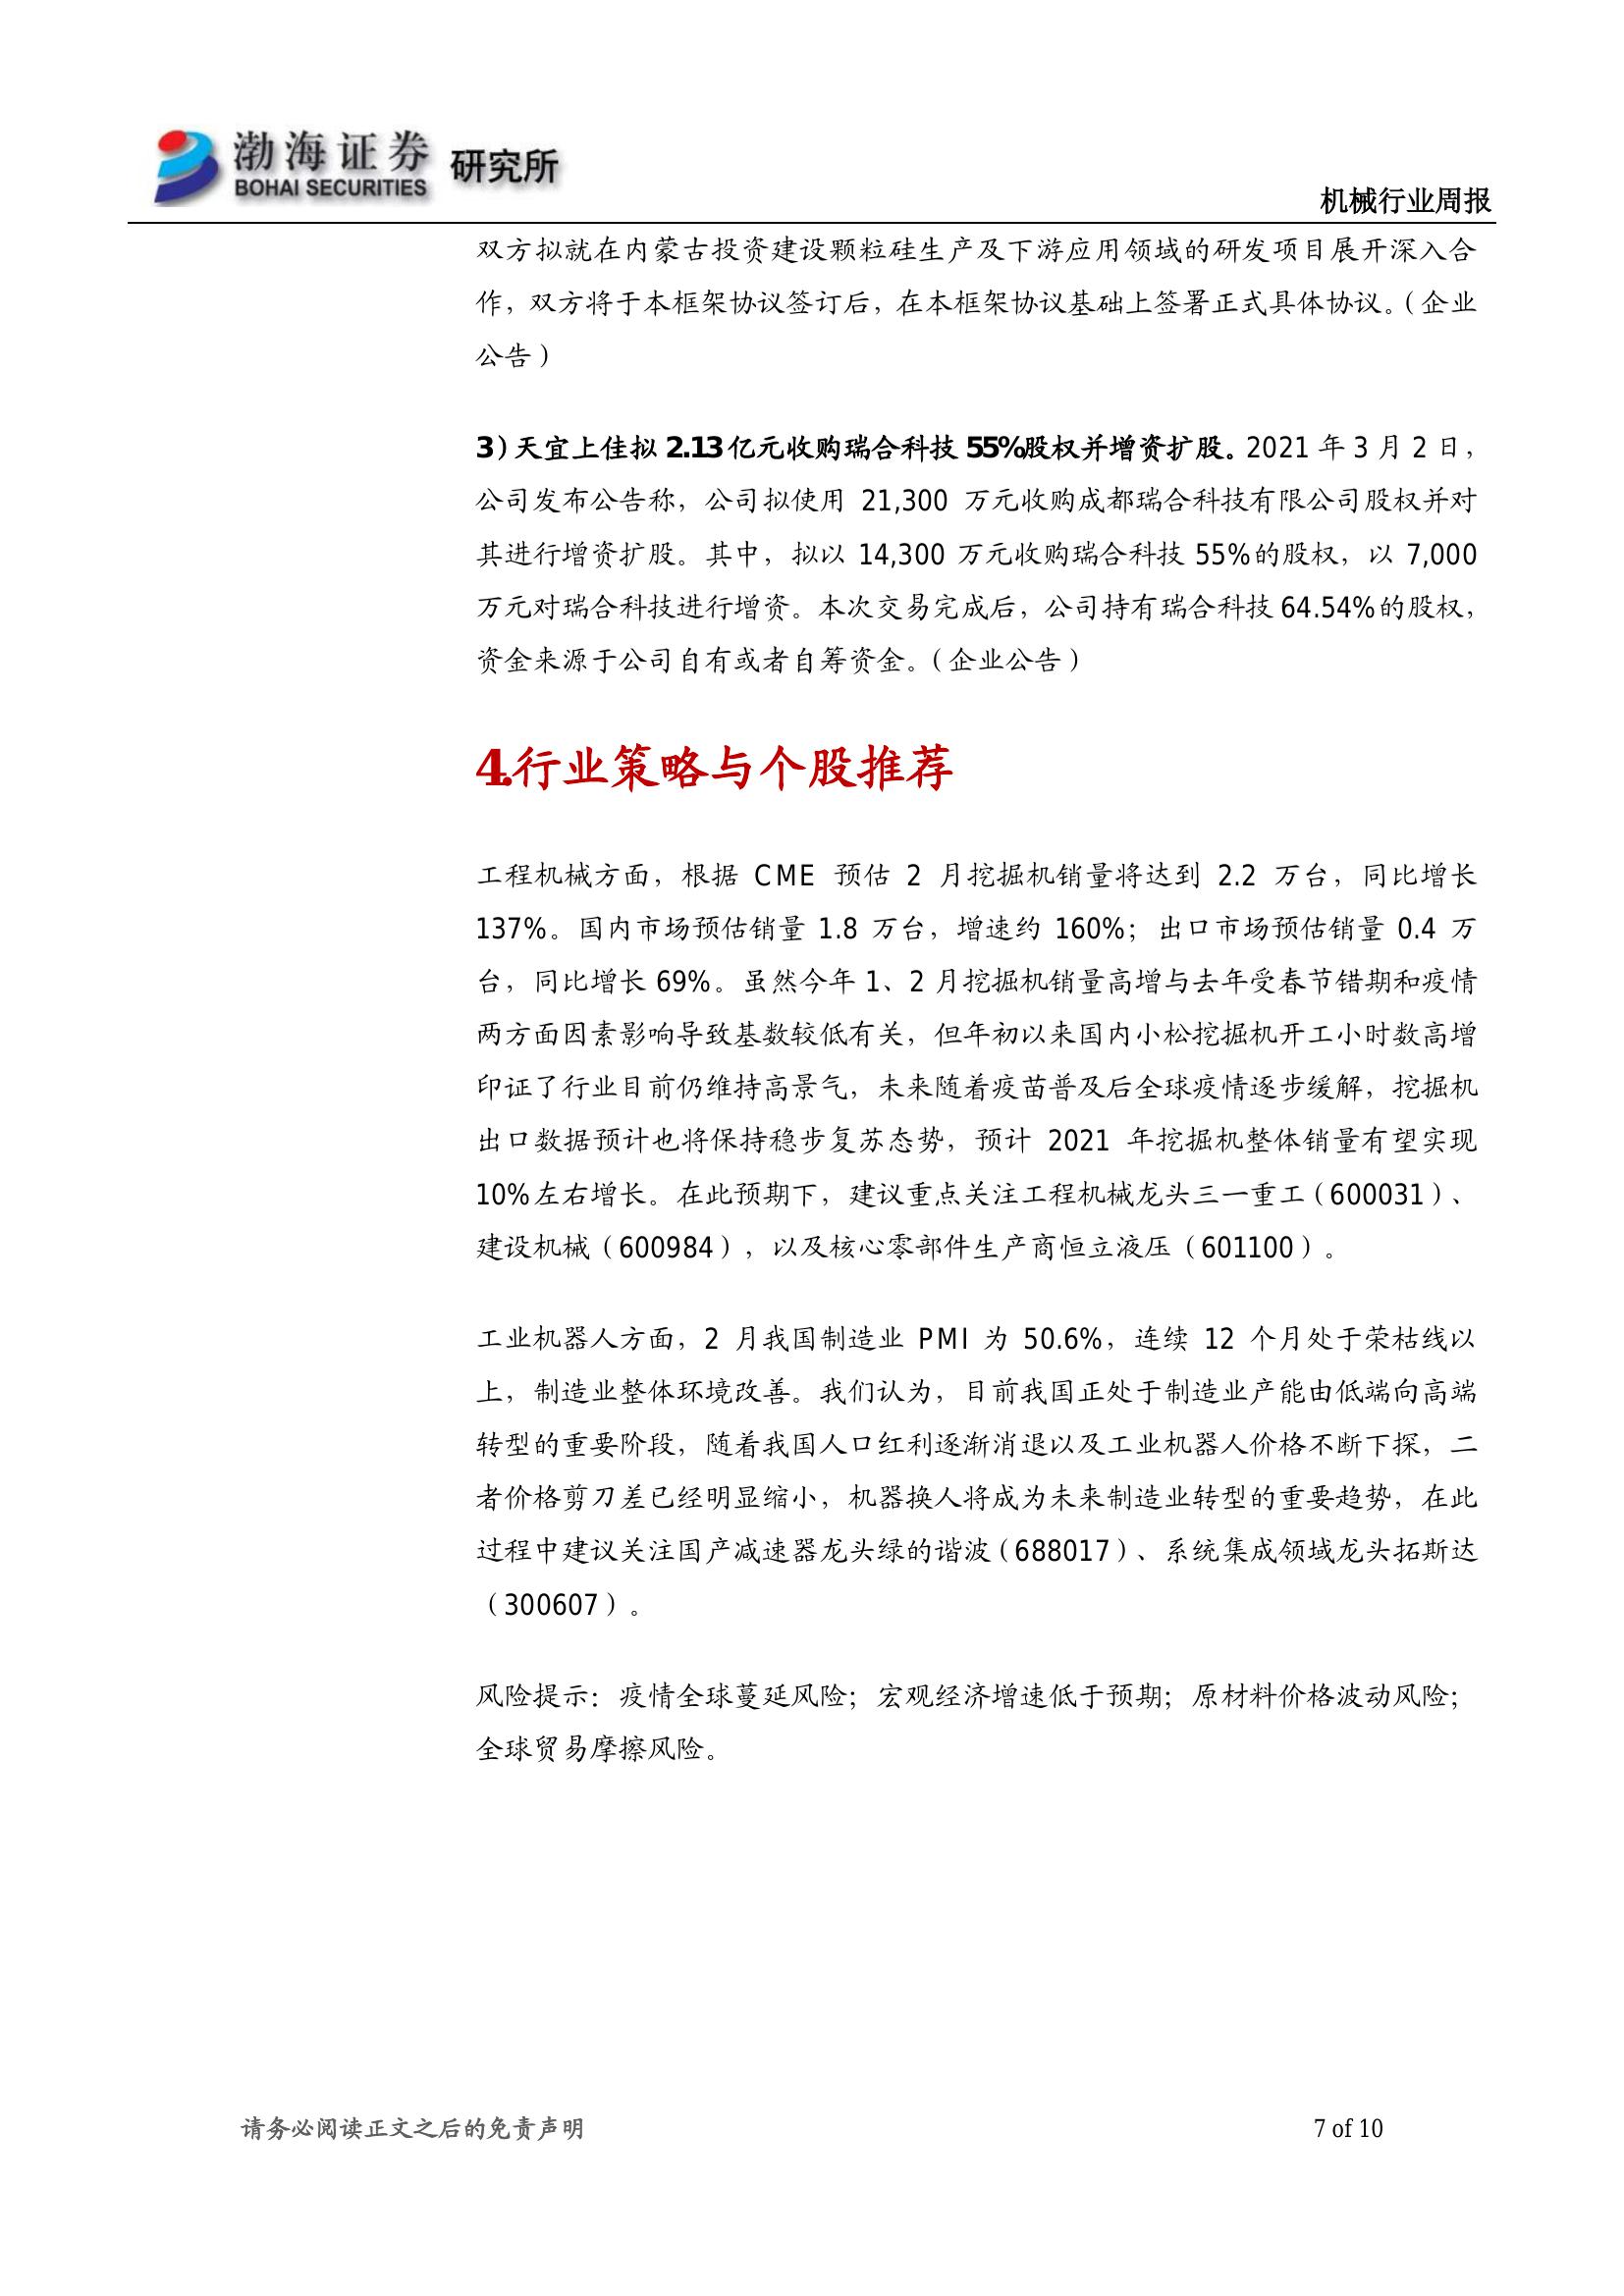 渤海证券 研究所
BOHAI SECURITIES
机械行业周报
双方拟就在内蒙古投资建设颗粒硅生产及下游应用领域的研发项目展开深入合
作，双方将于本框架协议签订后，在本框架协议基础上签署正式具体协议。（企业
公告）
3）天宜上佳拟 2.13 亿元收购瑞合科技 55%股权并增资扩股。2021 年 3 月 2 日，
公司发布公告称，公司拟使用 21,300 万元收购成都瑞合科技有限公司股权并对
其进行增资扩股。其中，拟以 14,300 万元收购瑞合科技 55%的股权，以 7,000
万元对瑞合科技进行增资。本次交易完成后，公司持有瑞合科技 64.54%的股权，
资金来源于公司自有或者自筹资金。（企业公告）
4.行业策略与个股推荐
工程机械方面，根据 CME 预估 2 月挖掘机销量将达到 2.2 万台，同比增长
137%。国内市场预估销量 1.8 万台，增速约 160%；出口市场预估销量 0.4 万
台，同比增长 69%。虽然今年 1、2 月挖掘机销量高增与去年受春节错期和疫情
两方面因素影响导致基数较低有关，但年初以来国内小松挖掘机开工小时数高增
印证了行业目前仍维持高景气，未来随着疫苗普及后全球疫情逐步缓解，挖掘机
出口数据预计也将保持稳步复苏态势，预计 2021 年挖掘机整体销量有望实现
10%左右增长。在此预期下，建议重点关注工程机械龙头三一重工（600031）、
建设机械（600984），以及核心零部件生产商恒立液压（601100）。
工业机器人方面，2 月我国制造业 PMI 为 50.6%，连续 12 个月处于荣枯线以
上，制造业整体环境改善。我们认为，目前我国正处于制造业产能由低端向高端
转型的重要阶段，随着我国人口红利逐渐消退以及工业机器人价格不断下探，二
者价格剪刀差已经明显缩小，机器换人将成为未来制造业转型的重要趋势，在此
过程中建议关注国产减速器龙头绿的谐波（688017）、系统集成领域龙头拓斯达
（300607）。
风险提示：疫情全球蔓延风险；宏观经济增速低于预期；原材料价格波动风险；
全球贸易摩擦风险。
请务必阅读正文之后的免责声明
7 of 10